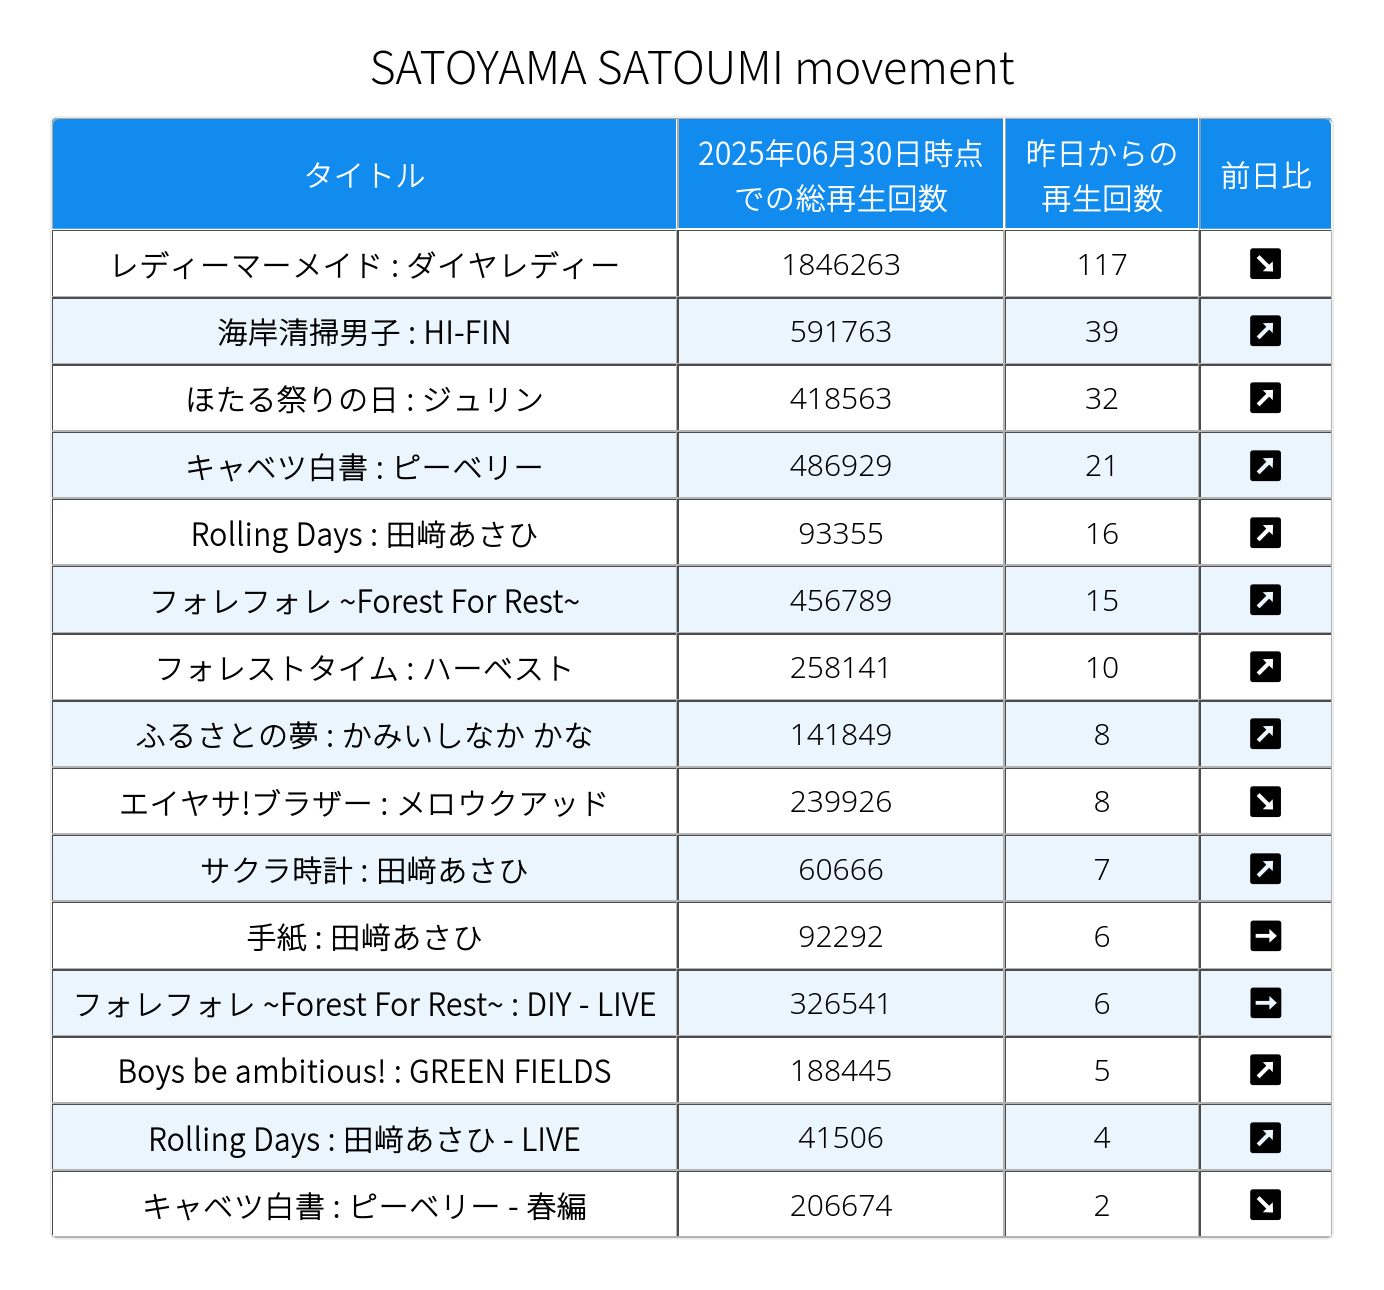 SATOYAMA SATOUMI movement
タイトル 2025年06月30日時点での総再生回数 昨日からの再生回数 前日比
レディーマーメイド : ダイヤレディー 1846263 117 ↘
海岸清掃男子 : HI-FIN 591763 39 ↗
ほたる祭りの日 : ジュリン 418563 32 ↗
キャベツ白書 : ピーベリー 486929 21 ↗
Rolling Days : 田﨑あさひ 93355 16 ↗
フォレフォレ ~Forest For Rest~ 456789 15 ↗
フォレストタイム : ハーベスト 258141 10 ↗
ふるさとの夢 : かみいしなか かな 141849 8 ↗
エイヤサ!ブラザー : メロウクアッド 239926 8 ↘
サクラ時計 : 田﨑あさひ 60666 7 ↗
手紙 : 田﨑あさひ 92292 6 →
フォレフォレ ~Forest For Rest~ : DIY - LIVE 326541 6 →
Boys be ambitious! : GREEN FIELDS 188445 5 ↗
Rolling Days : 田﨑あさひ - LIVE 41506 4 ↗
キャベツ白書 : ピーベリー - 春編 206674 2 ↘